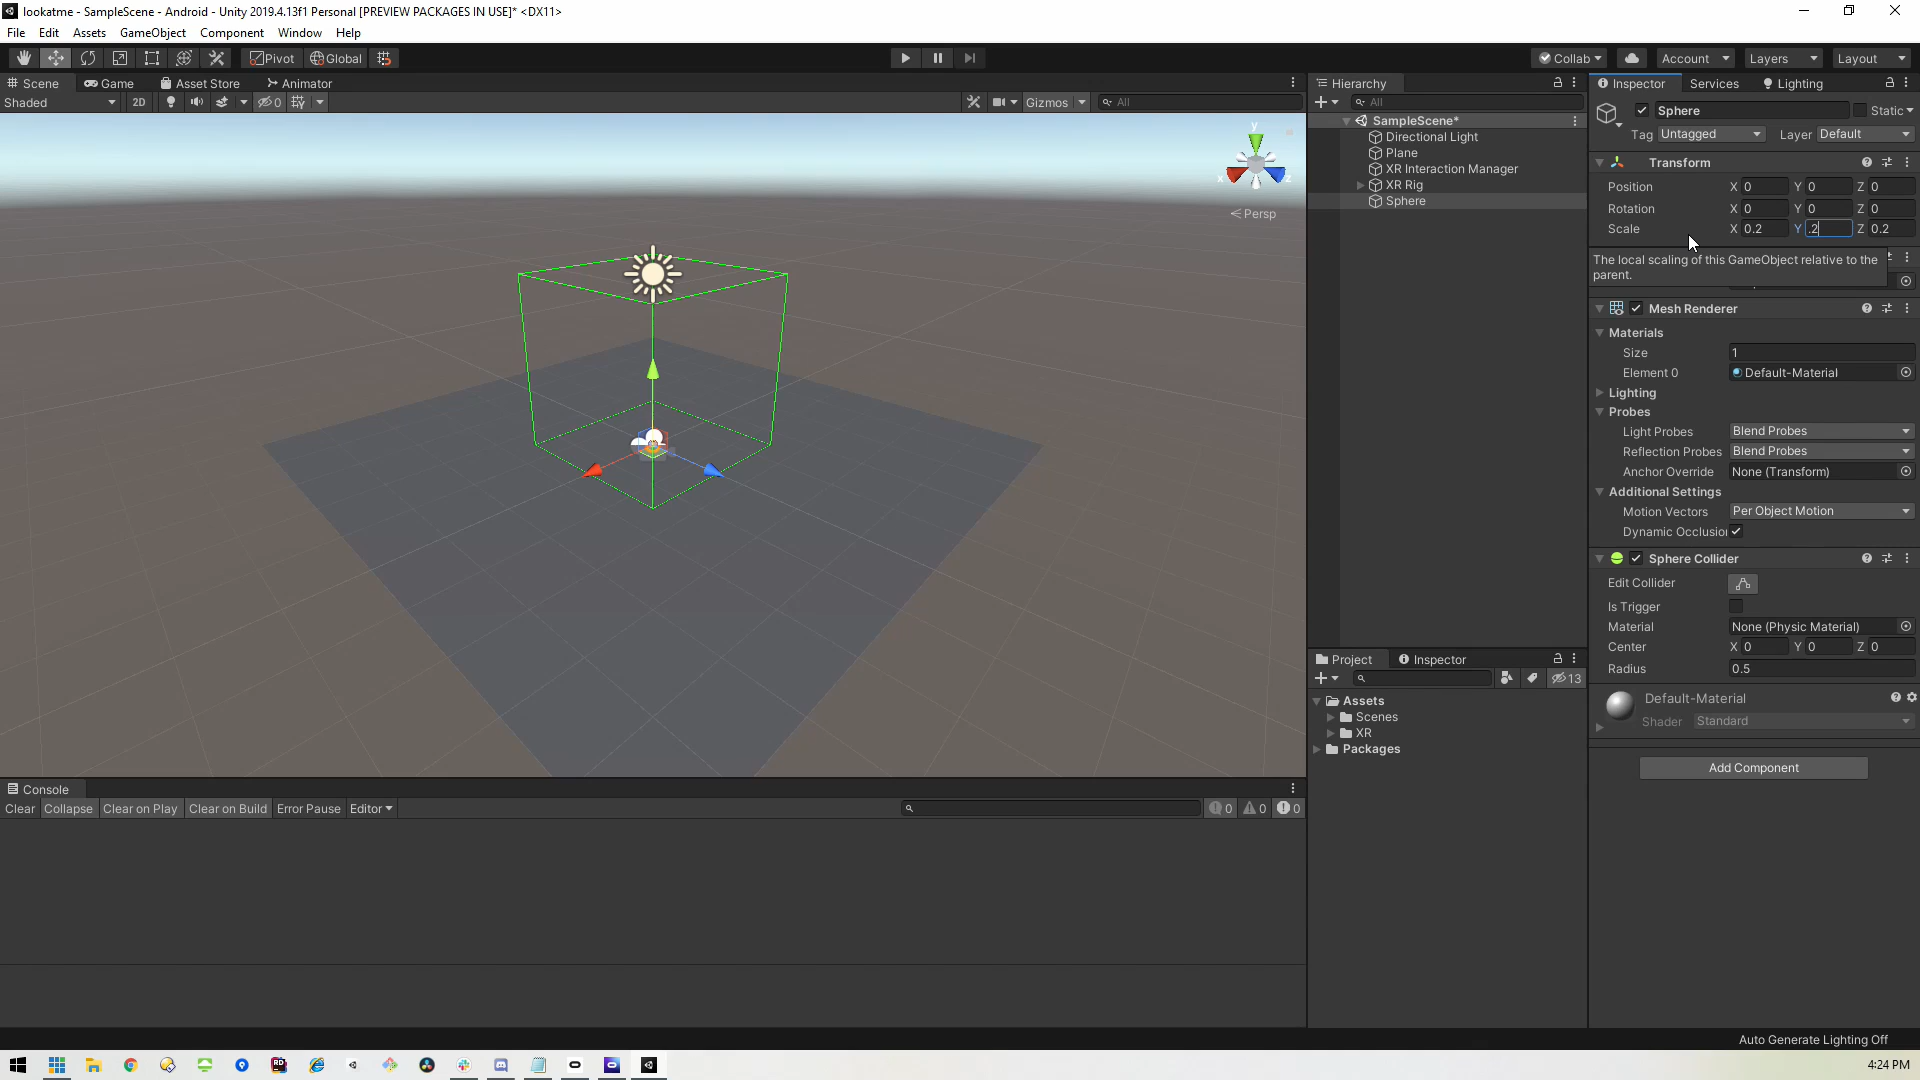 lookatme - SampleScene - Android - Unity 2019.4.13f1 Personal [PREVIEW PACKAGES IN USE]* <DX11>
File Edit Assets GameObject Component Window Help
Pivot Global Collab Account Layers Layout
Scene Game Asset Store Animator
Shaded 2D 0 Gizmos All
y
x z
Persp
Hierarchy
All
SampleScene*
Directional Light
Plane
XR Interaction Manager
XR Rig
Sphere
Inspector Services Lighting
Sphere Static
Tag Untagged Layer Default
Transform
Position X 0 Y 0 Z 0
Rotation X 0 Y 0 Z 0
Scale X 0.2 Y .2 Z 0.2
The local scaling of this GameObject relative to the
parent.
Mesh Renderer
Materials
Size 1
Element 0 Default-Material
Lighting
Probes
Light Probes Blend Probes
Reflection Probes Blend Probes
Anchor Override None (Transform)
Additional Settings
Motion Vectors Per Object Motion
Dynamic Occlusion
Sphere Collider
Edit Collider
Is Trigger
Material None (Physic Material)
Center X 0 Y 0 Z 0
Radius 0.5
Default-Material
Shader Standard
Add Component
Project Inspector
13
Assets
Scenes
XR
Packages
Console
Clear Collapse Clear on Play Clear on Build Error Pause Editor 0 0 0
Auto Generate Lighting Off
4:24 PM